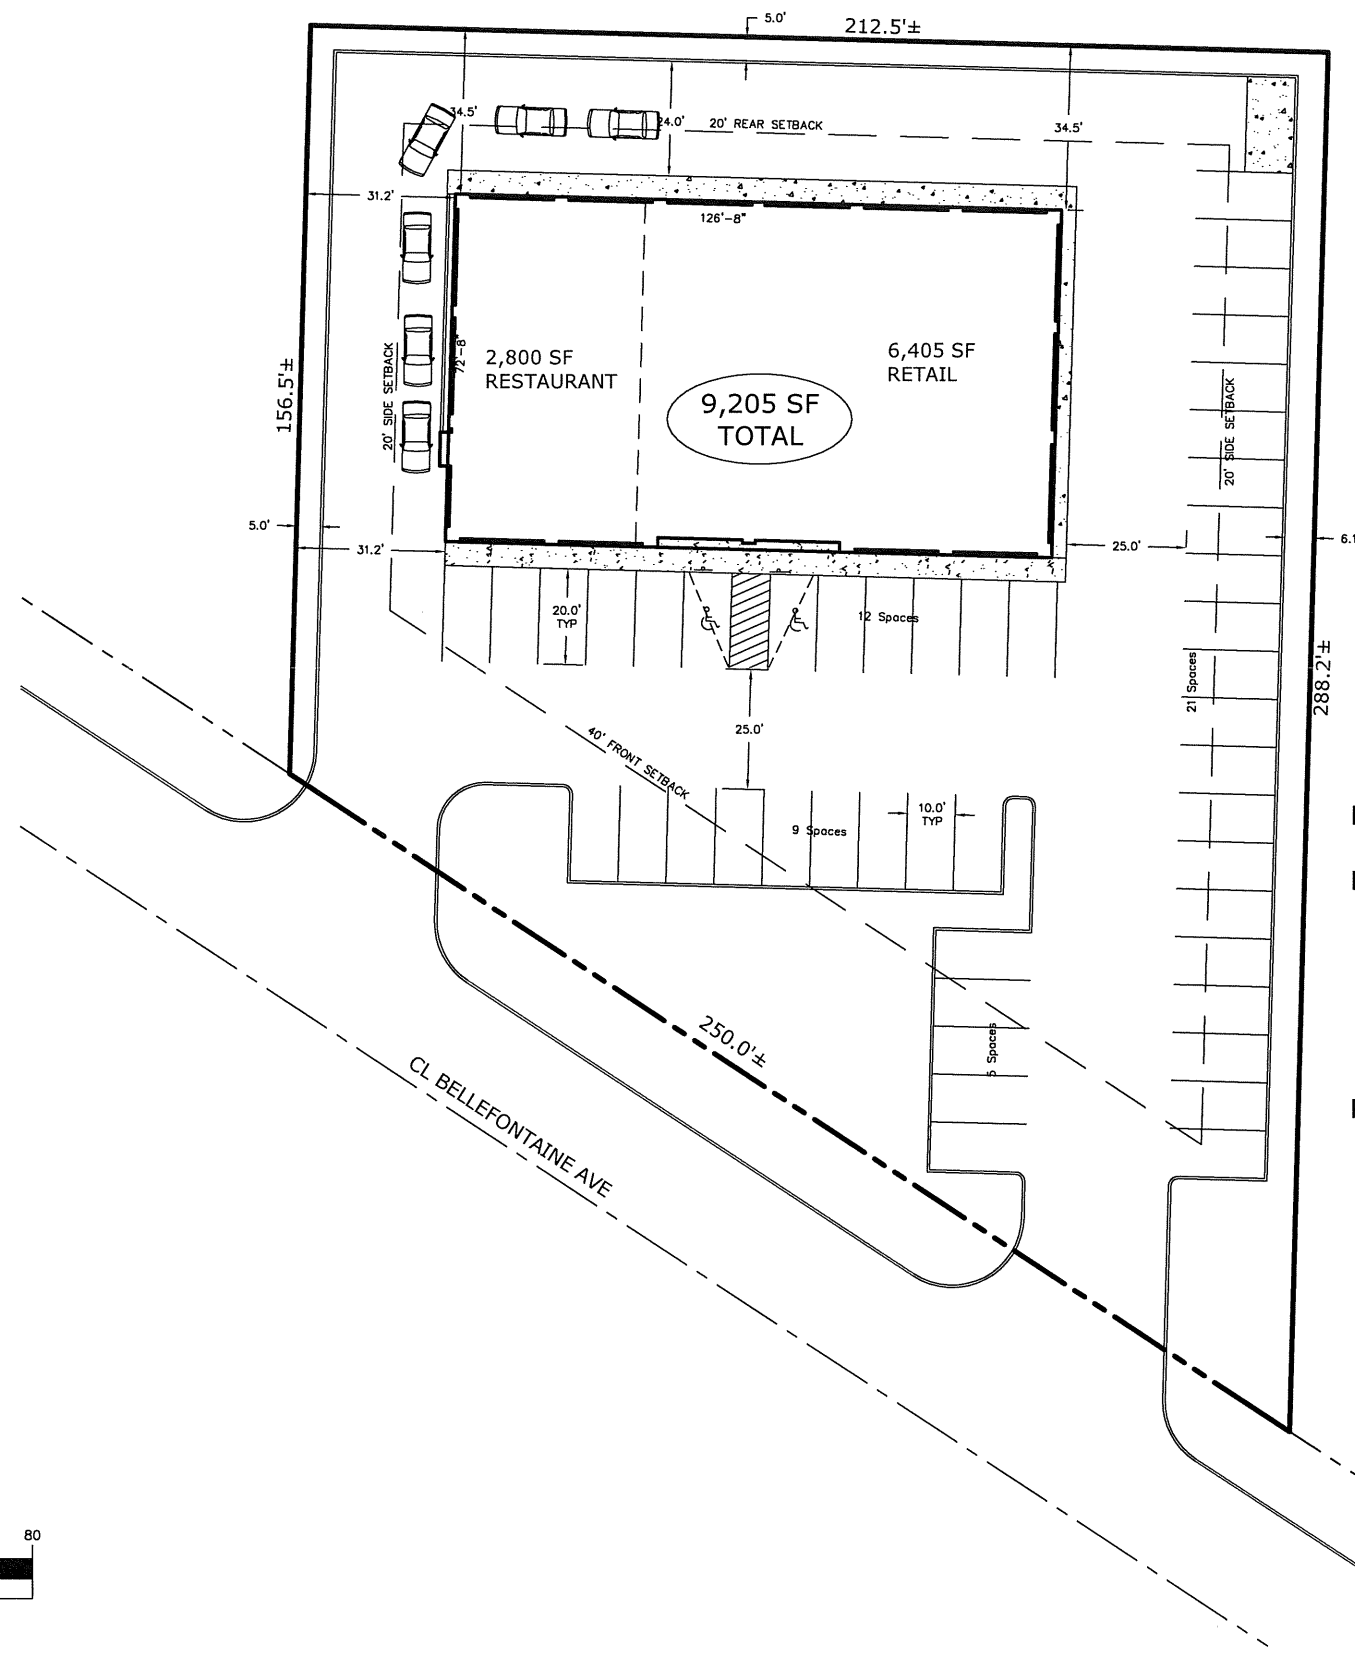 5.0'
212.5'±
34.5'
24.0'
20' REAR SETBACK
34.5'
31.2'
126'-8"
72'-8"
2,800 SF
RESTAURANT
6,405 SF
RETAIL
9,205 SF
TOTAL
156.5'±
20' SIDE SETBACK
20' SIDE SETBACK
5.0'
31.2'
25.0'
6.1
20.0'
TYP
12 Spaces
21 Spaces
288.2'±
25.0'
40' FRONT SETBACK
10.0'
TYP
9 Spaces
5 Spaces
250.0'±
CL BELLEFONTAINE AVE
80